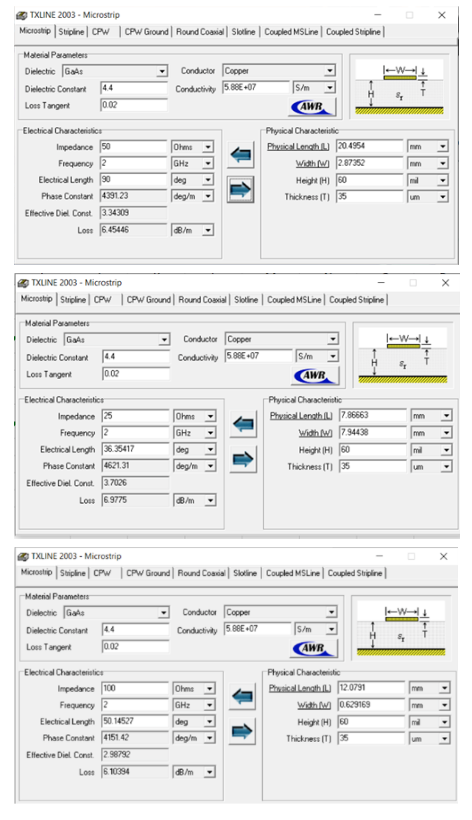 TXLINE 2003 - Microstrip
Microstrip Stripline CPW CPW Ground Round Coaxial Slotline Coupled MSLine Coupled Stripline
Material Parameters
Dielectric GaAs Conductor Copper
Dielectric Constant 4.4 Conductivity 5.88E+07 S/m
Loss Tangent 0.02 AWR
W H εr T
Electrical Characteristics Physical Characteristic
Impedance 50 Ohms Physical Length (L) 20.4954 mm
Frequency 2 GHz Width (W) 2.87352 mm
Electrical Length 90 deg Height (H) 60 mil
Phase Constant 4391.23 deg/m Thickness (T) 35 um
Effective Diel. Const. 3.34309
Loss 6.45446 dB/m
TXLINE 2003 - Microstrip
Microstrip Stripline CPW CPW Ground Round Coaxial Slotline Coupled MSLine Coupled Stripline
Material Parameters
Dielectric GaAs Conductor Copper
Dielectric Constant 4.4 Conductivity 5.88E+07 S/m
Loss Tangent 0.02 AWR
W H εr T
Electrical Characteristics Physical Characteristic
Impedance 25 Ohms Physical Length (L) 7.86663 mm
Frequency 2 GHz Width (W) 7.94438 mm
Electrical Length 36.35417 deg Height (H) 60 mil
Phase Constant 4621.31 deg/m Thickness (T) 35 um
Effective Diel. Const. 3.7026
Loss 6.9775 dB/m
TXLINE 2003 - Microstrip
Microstrip Stripline CPW CPW Ground Round Coaxial Slotline Coupled MSLine Coupled Stripline
Material Parameters
Dielectric GaAs Conductor Copper
Dielectric Constant 4.4 Conductivity 5.88E+07 S/m
Loss Tangent 0.02 AWR
W H εr T
Electrical Characteristics Physical Characteristic
Impedance 100 Ohms Physical Length (L) 12.0791 mm
Frequency 2 GHz Width (W) 0.629169 mm
Electrical Length 50.14527 deg Height (H) 60 mil
Phase Constant 4151.42 deg/m Thickness (T) 35 um
Effective Diel. Const. 2.98792
Loss 6.10394 dB/m